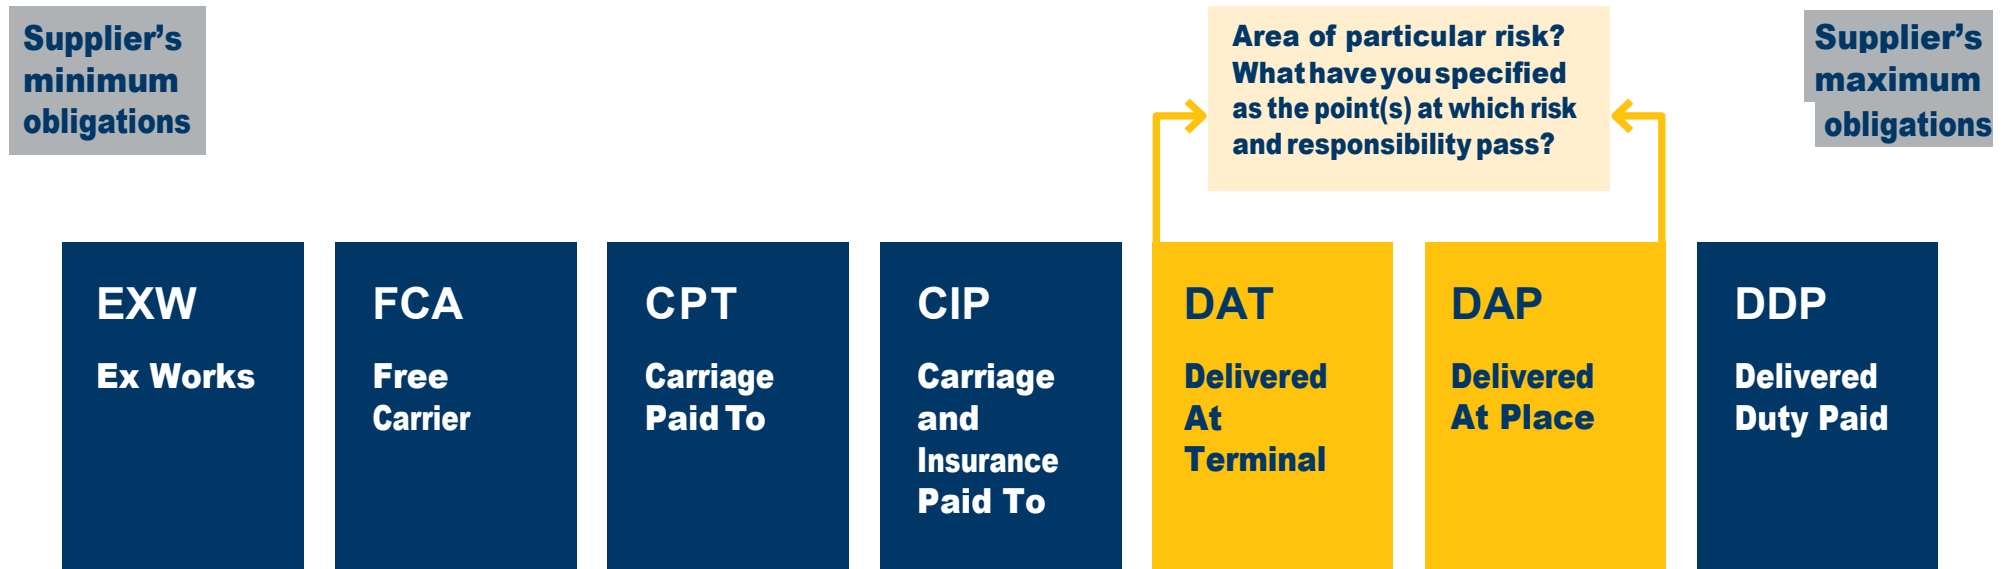 Supplier's
minimum
obligations
Area of particular risk?
What have you specified
as the point(s) at which risk
and responsibility pass?
Supplier's
maximum
obligations
EXW
Ex Works
FCA
Free
Carrier
CPT
Carriage
Paid To
CIP
Carriage
and
Insurance
Paid To
DAT
Delivered
At
Terminal
DAP
Delivered
At Place
DDP
Delivered
Duty Paid